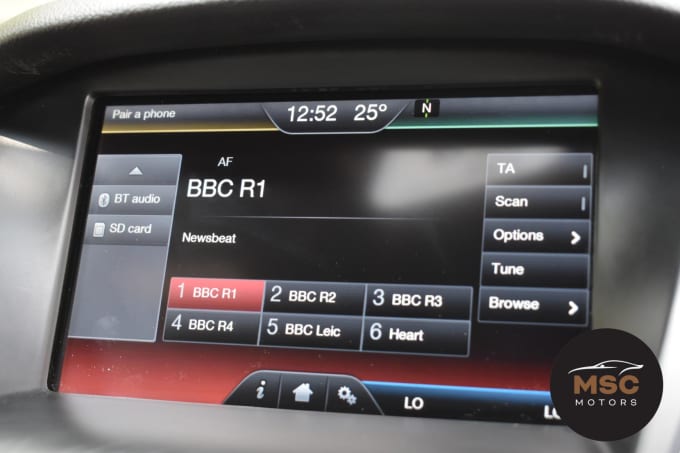 Pair a phone
12:52 25°
N
AF
BBC R1
Newsbeat
BT audio
SD card
TA
Scan
Options
Tune
Browse
1 BBC R1
2 BBC R2
3 BBC R3
4 BBC R4
5 BBC Leic
6 Heart
i
LO
MSC
MOTORS